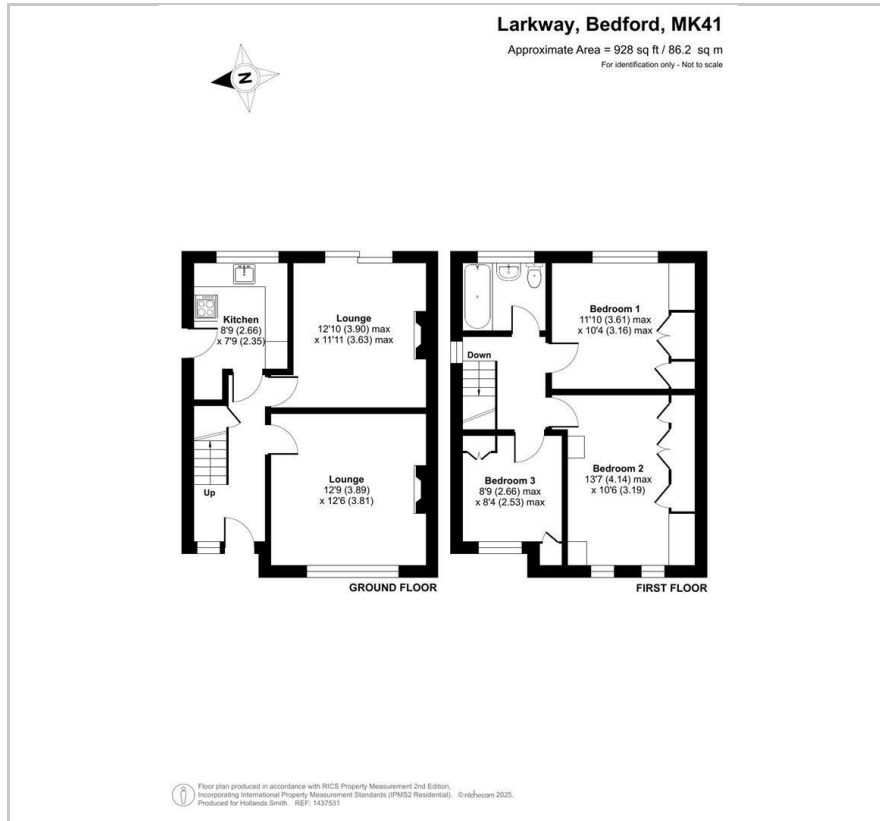 Larkway, Bedford, MK41
Approximate Area = 928 sq ft / 86.2 sq m
For identification only - Not to scale
N
Kitchen
8'9 (2.66)
x 7'9 (2.35)
Lounge
12'10 (3.90) max
x 11'11 (3.63) max
Up
Lounge
12'9 (3.89)
x 12'6 (3.81)
GROUND FLOOR
Bedroom 1
11'10 (3.61) max
x 10'4 (3.16) max
Down
Bedroom 2
13'7 (4.14) max
x 10'6 (3.19)
Bedroom 3
8'9 (2.66) max
x 8'4 (2.53) max
FIRST FLOOR
Floor plan produced in accordance with RICS Property Measurement 2nd Edition,
Incorporating International Property Measurement Standards (IPMS2 Residential). © nichecom 2025.
Produced for Hollands Smith. REF: 1437531